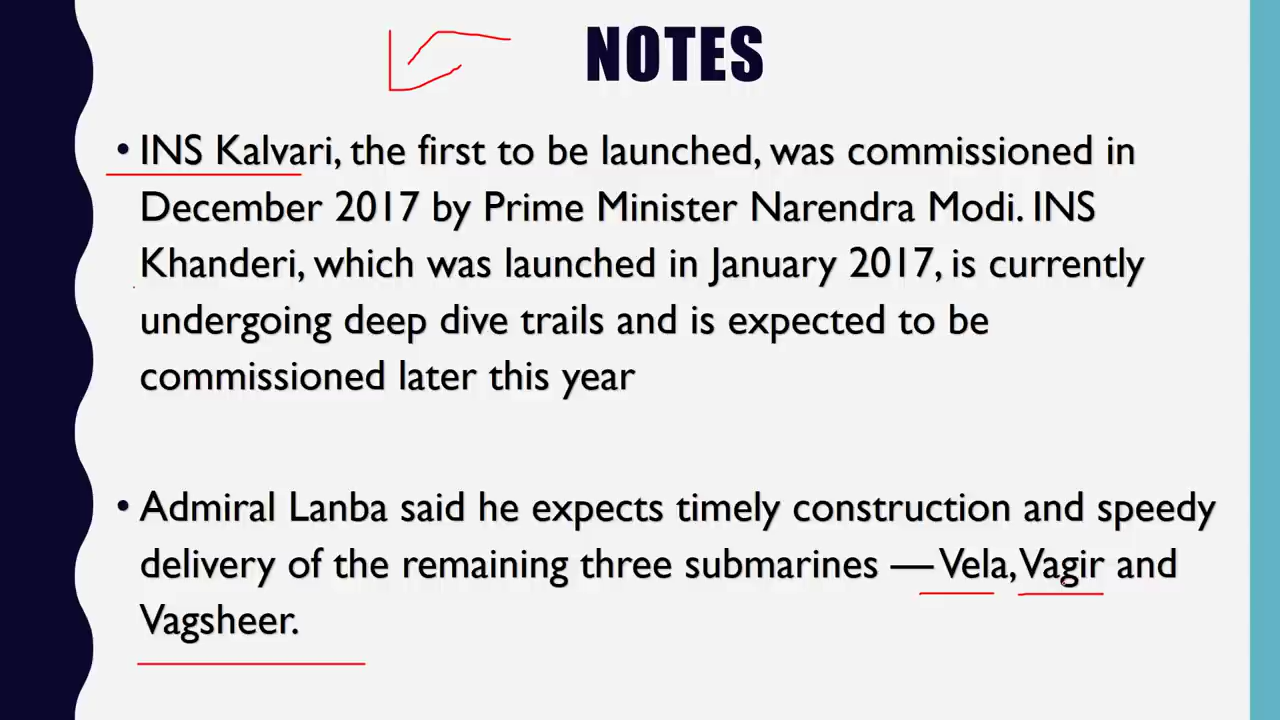 NOTES
• INS Kalvari, the first to be launched, was commissioned in
December 2017 by Prime Minister Narendra Modi. INS
Khanderi, which was launched in January 2017, is currently
undergoing deep dive trails and is expected to be
commissioned later this year
• Admiral Lanba said he expects timely construction and speedy
delivery of the remaining three submarines — Vela, Vagir and
Vagsheer.